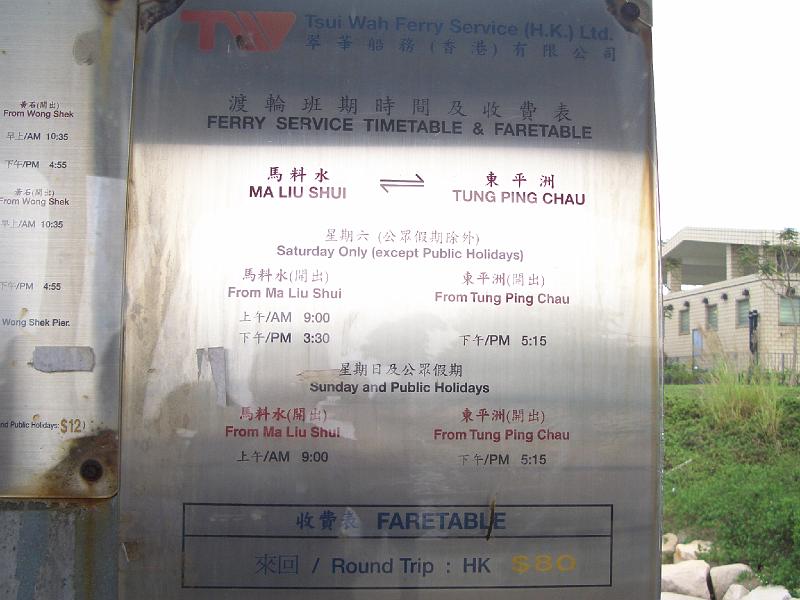 黃石(開出)
From Wong Shek
早上/AM 10:35
下午/PM 4:55
黃石(開出)
From Wong Shek
早上/AM 10:35
下午/PM 4:55
Wong Shek Pier.
nd Public Holidays: $12)
TW
Tsui Wah Ferry Service (H.K.) Ltd.
翠華船務(香港)有限公司
渡輪班期時間及收費表
FERRY SERVICE TIMETABLE & FARETABLE
馬料水 東平洲
MA LIU SHUI TUNG PING CHAU
星期六 (公眾假期除外)
Saturday Only (except Public Holidays)
馬料水(開出) 東平洲(開出)
From Ma Liu Shui From Tung Ping Chau
上午/AM 9:00
下午/PM 3:30 下午/PM 5:15
星期日及公眾假期
Sunday and Public Holidays
馬料水(開出) 東平洲(開出)
From Ma Liu Shui From Tung Ping Chau
上午/AM 9:00 下午/PM 5:15
收費表 FARETABLE
來回 / Round Trip : HK $80